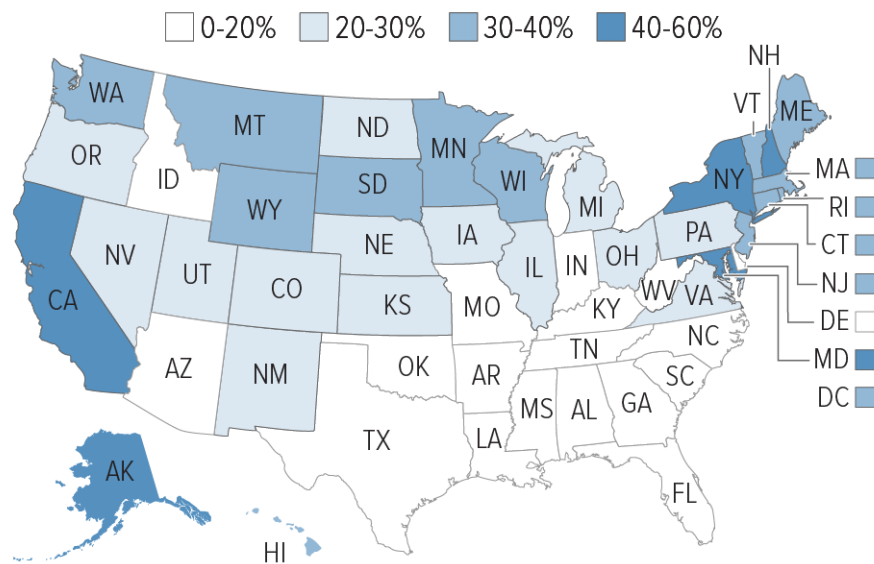 0-20% 20-30% 30-40% 40-60%
NH
VT
ME
WA
MT
ND
MN
OR
ID
WY
SD
WI
MI
NY
MA
RI
CT
NJ
DE
MD
DC
NV
UT
CO
NE
KS
IA
IL
IN
OH
PA
CA
AZ
NM
OK
MO
KY
WV
VA
NC
TN
AR
SC
TX
LA
MS
AL
GA
FL
AK
HI